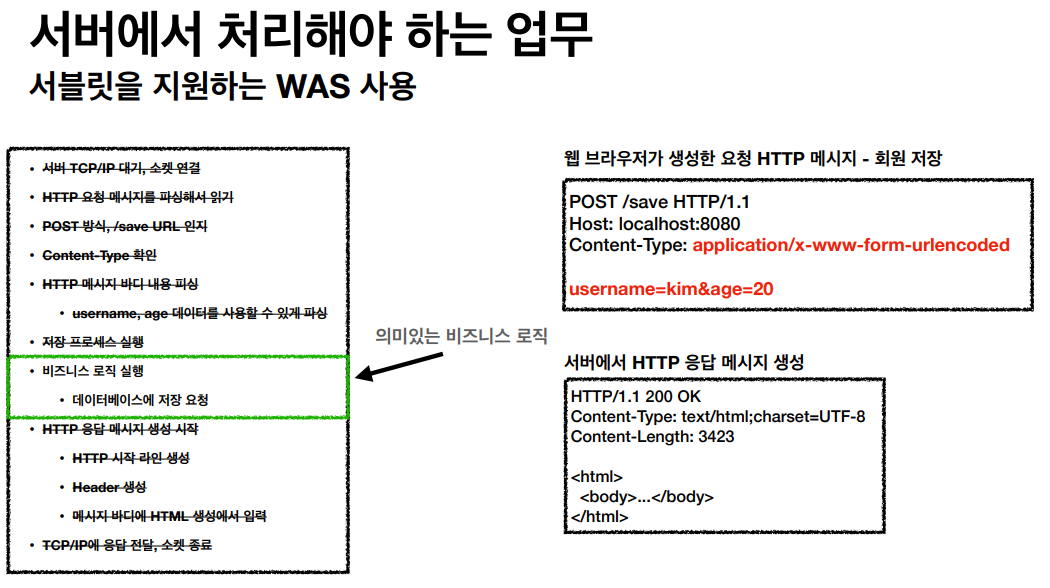 서버에서 처리해야 하는 업무
서블릿을 지원하는 WAS 사용
• 서버 TCP/IP 대기, 소켓 연결
• HTTP 요청 메시지를 파싱해서 읽기
• POST 방식, /save URL 인지
• Content-Type 확인
• HTTP 메시지 바디 내용 파싱
• username, age 데이터를 사용할 수 있게 파싱
• 저장 프로세스 실행
• 비즈니스 로직 실행
• 데이터베이스에 저장 요청
• HTTP 응답 메시지 생성 시작
• HTTP 시작 라인 생성
• Header 생성
• 메시지 바디에 HTML 생성에서 입력
• TCP/IP에 응답 전달, 소켓 종료
의미있는 비즈니스 로직
웹 브라우저가 생성한 요청 HTTP 메시지 - 회원 저장
POST /save HTTP/1.1
Host: localhost:8080
Content-Type: application/x-www-form-urlencoded
username=kim&age=20
서버에서 HTTP 응답 메시지 생성
HTTP/1.1 200 OK
Content-Type: text/html;charset=UTF-8
Content-Length: 3423
<html>
<body>...</body>
</html>